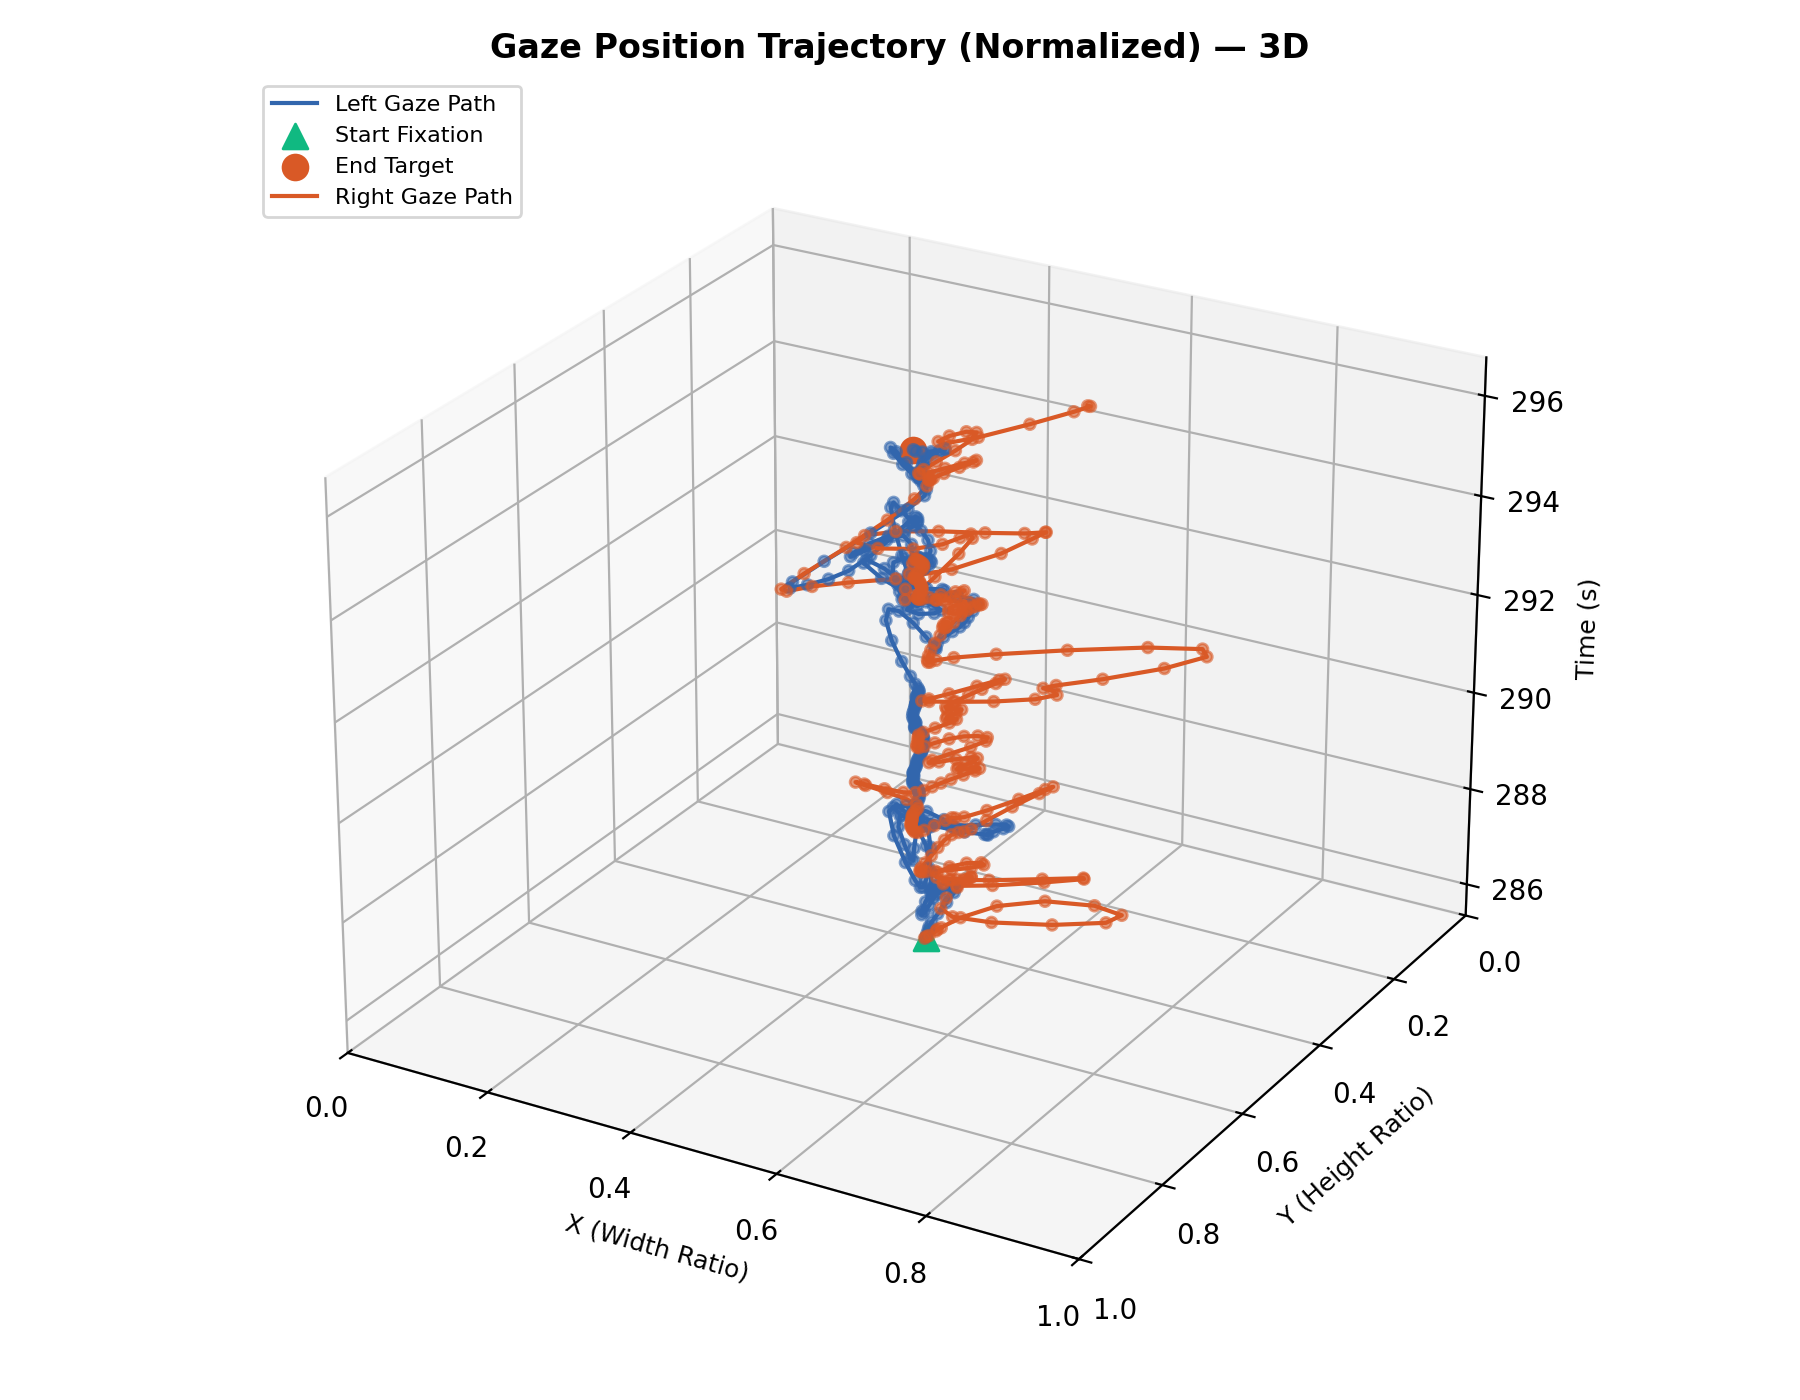 Gaze Position Trajectory (Normalized) — 3D
Left Gaze Path
Start Fixation
End Target
Right Gaze Path
296
294
292
290
288
286
Time (s)
0.0
0.2
0.4
0.6
0.8
1.0
Y (Height Ratio)
0.0
0.2
0.4
0.6
0.8
1.0
X (Width Ratio)